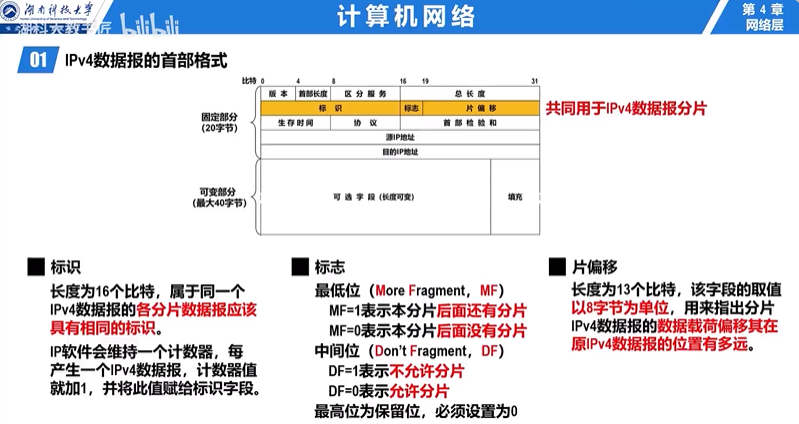 湖南科技大学
湖科大教书匠 bilibili
计算机网络
第 4 章
网络层
01 IPv4数据报的首部格式
比特 0 4 8 16 19 31
版 本 首部长度 区 分 服 务 总 长 度
标 识 标志 片 偏 移
共同用于IPv4数据报分片
固定部分
(20字节)
生 存 时 间 协 议 首 部 检 验 和
源IP地址
目的IP地址
可变部分
(最大40字节)
可 选 字 段 (长度可变) 填充
标识
长度为16个比特，属于同一个
IPv4数据报的各分片数据报应该
具有相同的标识。
IP软件会维持一个计数器，每
产生一个IPv4数据报，计数器值
就加1，并将此值赋给标识字段。
标志
最低位（More Fragment，MF）
MF=1表示本分片后面还有分片
MF=0表示本分片后面没有分片
中间位（Don't Fragment，DF）
DF=1表示不允许分片
DF=0表示允许分片
最高位为保留位，必须设置为0
片偏移
长度为13个比特，该字段的取值
以8字节为单位，用来指出分片
IPv4数据报的数据载荷偏移其在
原IPv4数据报的位置有多远。